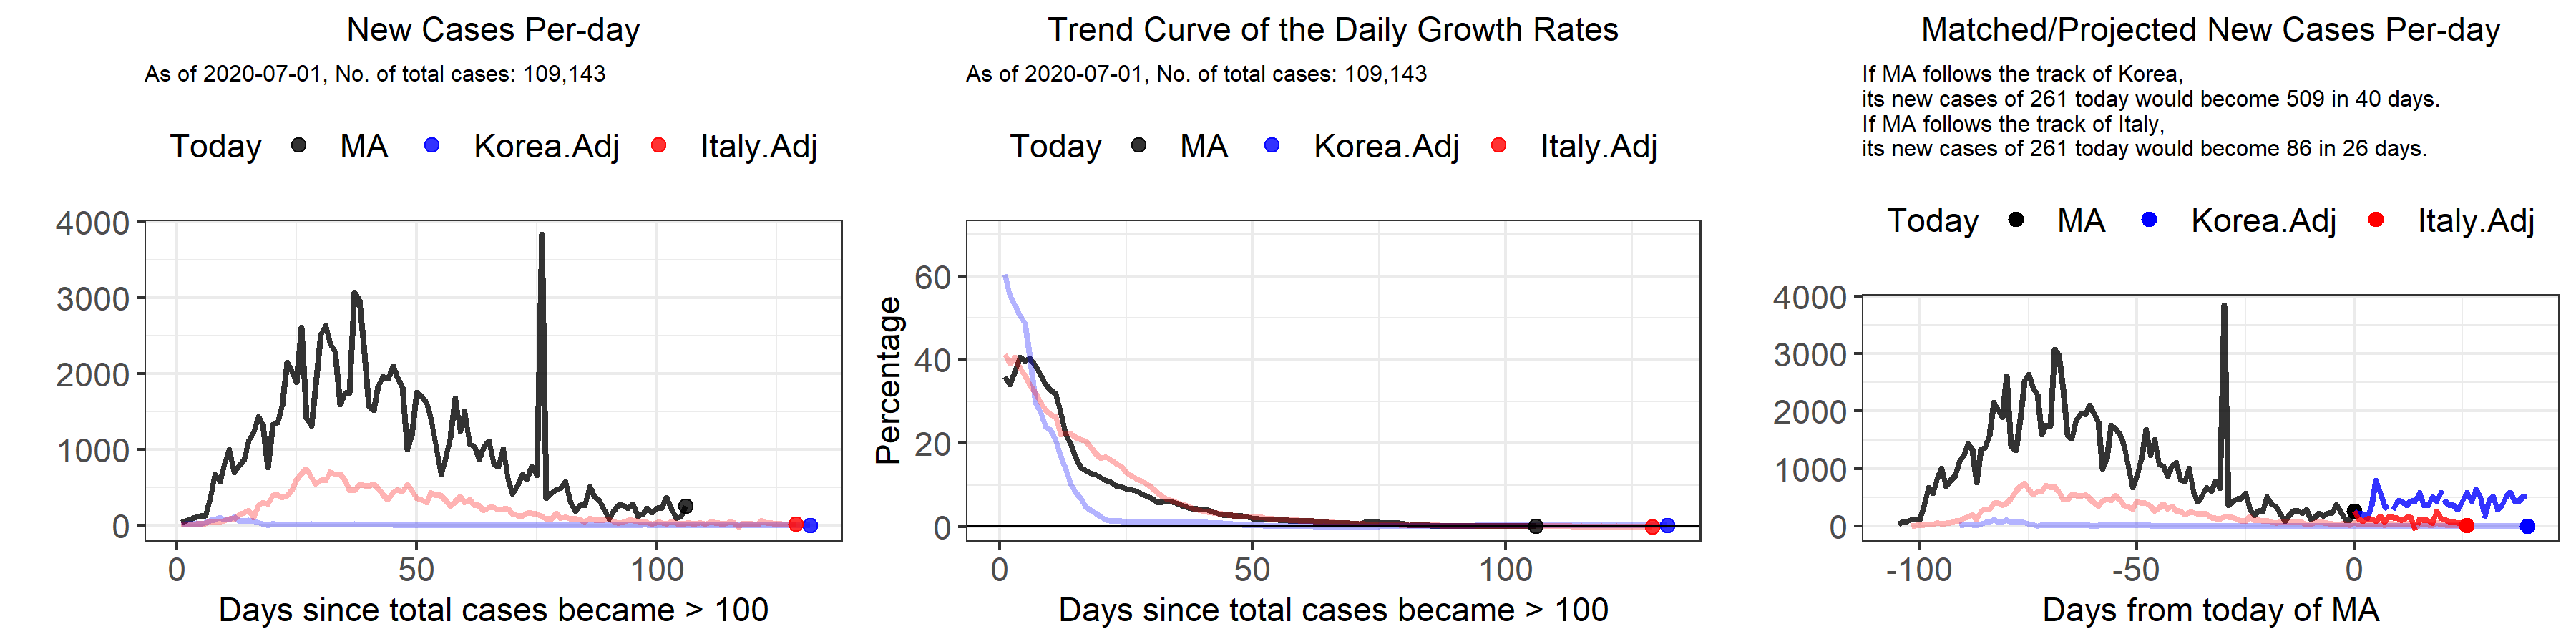 New Cases Per-day
As of 2020-07-01, No. of total cases: 109,143
Today MA Korea.Adj Italy.Adj
4000
3000
2000
1000
0
0 50 100
Days since total cases became > 100
Trend Curve of the Daily Growth Rates
As of 2020-07-01, No. of total cases: 109,143
Today MA Korea.Adj Italy.Adj
Percentage
60
40
20
0
0 50 100
Days since total cases became > 100
Matched/Projected New Cases Per-day
If MA follows the track of Korea,
its new cases of 261 today would become 509 in 40 days.
If MA follows the track of Italy,
its new cases of 261 today would become 86 in 26 days.
Today MA Korea.Adj Italy.Adj
4000
3000
2000
1000
0
-100 -50 0
Days from today of MA